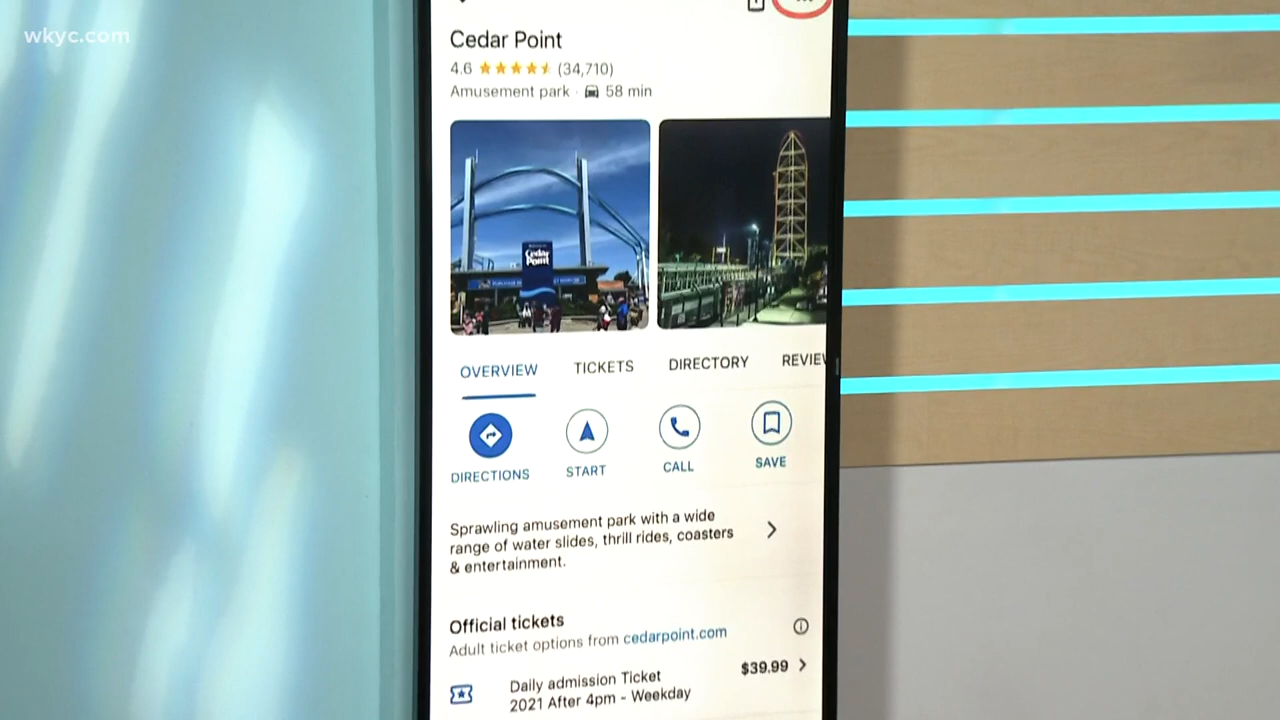 wkyc.com
Cedar Point
4.6 (34,710)
Amusement park · 58 min
Cedar
Point
OVERVIEW TICKETS DIRECTORY REVIEW
DIRECTIONS START CALL SAVE
Sprawling amusement park with a wide
range of water slides, thrill rides, coasters
& entertainment.
Official tickets
Adult ticket options from cedarpoint.com
Daily admission Ticket $39.99
2021 After 4pm - Weekday